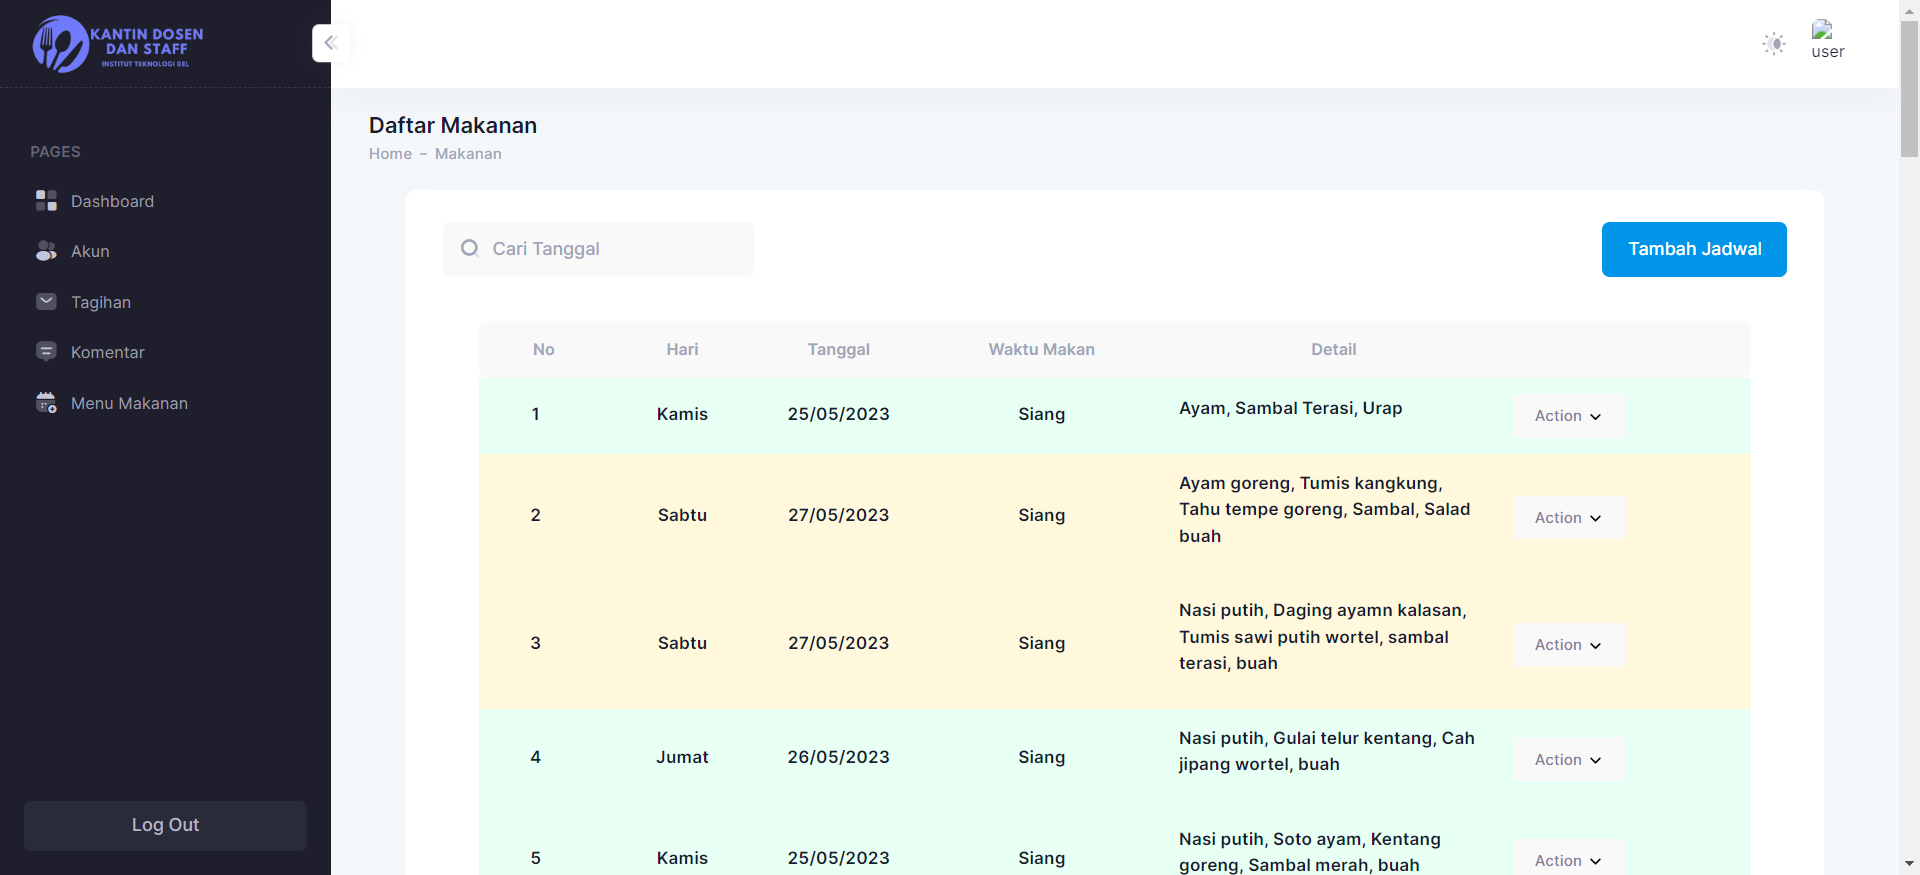 KANTIN DOSEN
DAN STAFF
INSTITUT TEKNOLOGI DEL
user
PAGES
Dashboard
Akun
Tagihan
Komentar
Menu Makanan
Log Out
Daftar Makanan
Home - Makanan
Cari Tanggal
Tambah Jadwal
No Hari Tanggal Waktu Makan Detail
1 Kamis 25/05/2023 Siang Ayam, Sambal Terasi, Urap Action
2 Sabtu 27/05/2023 Siang Ayam goreng, Tumis kangkung,
Tahu tempe goreng, Sambal, Salad
buah
Action
3 Sabtu 27/05/2023 Siang Nasi putih, Daging ayamn kalasan,
Tumis sawi putih wortel, sambal
terasi, buah
Action
4 Jumat 26/05/2023 Siang Nasi putih, Gulai telur kentang, Cah
jipang wortel, buah
Action
5 Kamis 25/05/2023 Siang Nasi putih, Soto ayam, Kentang
goreng, Sambal merah, buah
Action